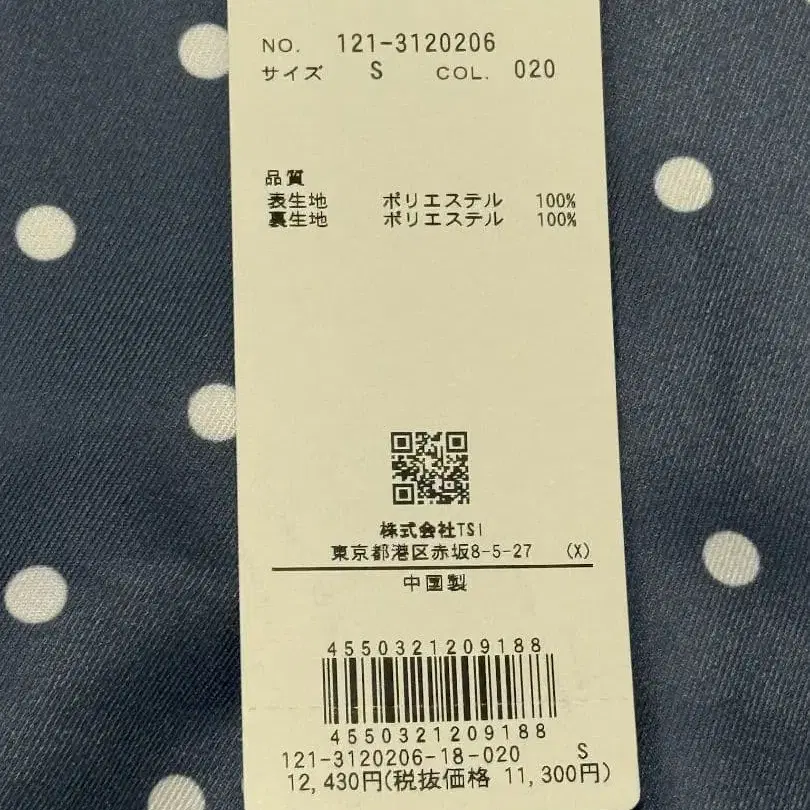 NO. 121-3120206
サイズ S COL. 020
品質
表生地 ポリエステル 100%
裏生地 ポリエステル 100%
株式会社TSI
東京都港区赤坂8-5-27 (X)
中国製
4550321209188
4550321209188
121-3120206-18-020 S
12,430円(税抜価格 11,300円)